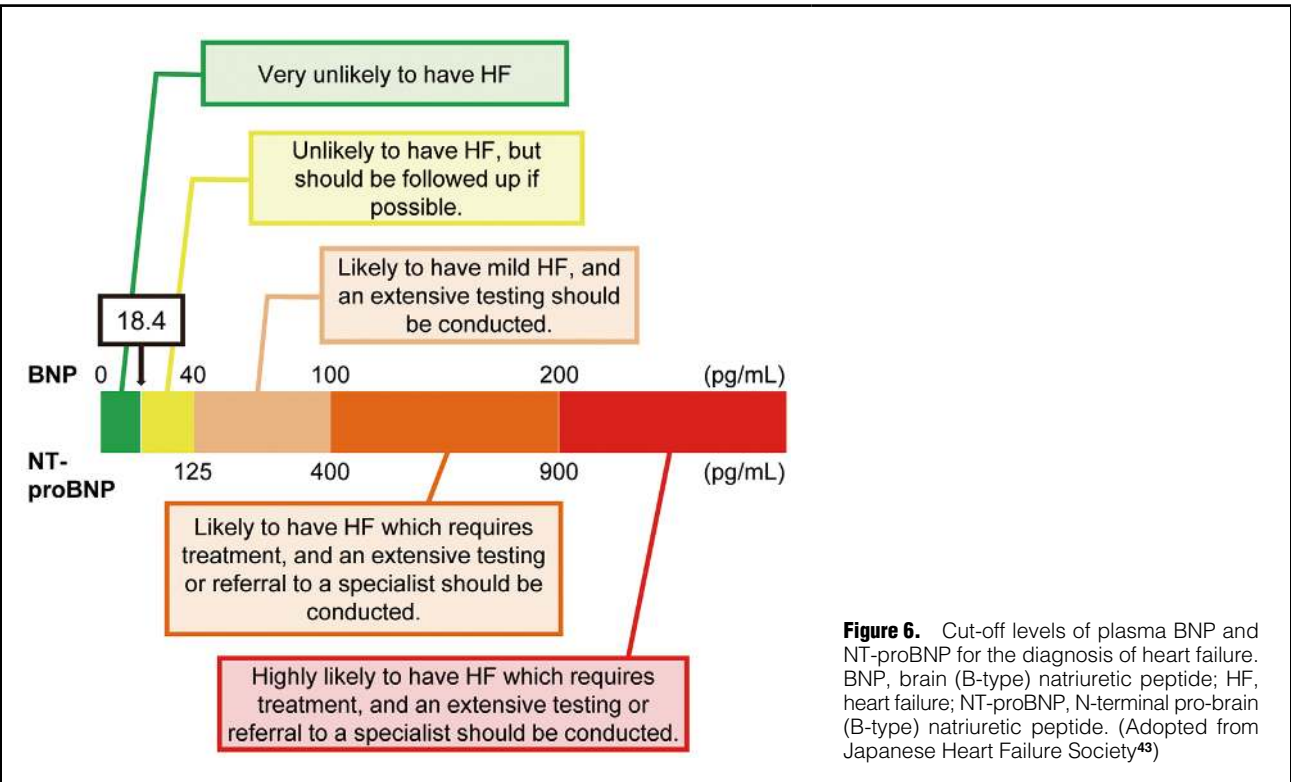 Very unlikely to have HF
Unlikely to have HF, but
should be followed up if
possible.
Likely to have mild HF, and
an extensive testing should
be conducted.
18.4
BNP 0 40 100 200 (pg/mL)
NT-
proBNP 125 400 900 (pg/mL)
Likely to have HF which requires
treatment, and an extensive testing
or referral to a specialist should be
conducted.
Highly likely to have HF which requires
treatment, and an extensive testing or
referral to a specialist should be conducted.
Figure 6. Cut-off levels of plasma BNP and
NT-proBNP for the diagnosis of heart failure.
BNP, brain (B-type) natriuretic peptide; HF,
heart failure; NT-proBNP, N-terminal pro-brain
(B-type) natriuretic peptide. (Adopted from
Japanese Heart Failure Society43)